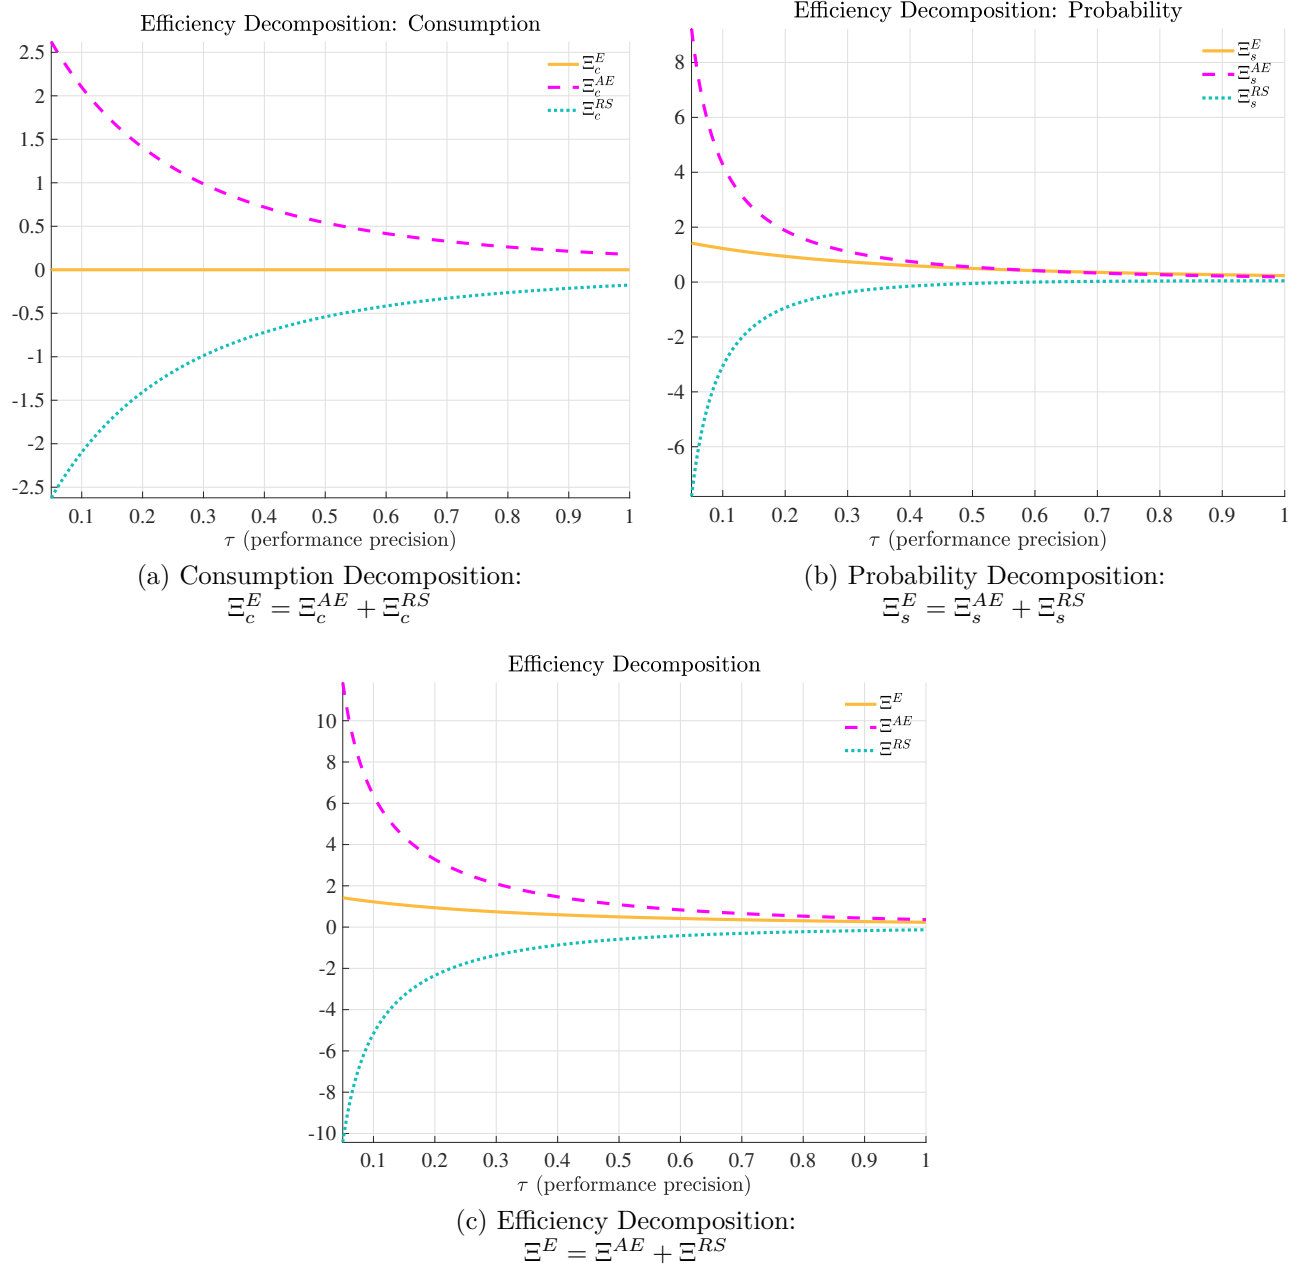 Efficiency Decomposition: Consumption
2.5
2
1.5
1
0.5
0
-0.5
-1
-1.5
-2
-2.5
Ξ_c^E
Ξ_c^{AE}
Ξ_c^{RS}
0.1 0.2 0.3 0.4 0.5 0.6 0.7 0.8 0.9 1
τ (performance precision)
(a) Consumption Decomposition:
Ξ_c^E = Ξ_c^{AE} + Ξ_c^{RS}
Efficiency Decomposition: Probability
8
6
4
2
0
-2
-4
-6
Ξ_s^E
Ξ_s^{AE}
Ξ_s^{RS}
0.1 0.2 0.3 0.4 0.5 0.6 0.7 0.8 0.9 1
τ (performance precision)
(b) Probability Decomposition:
Ξ_s^E = Ξ_s^{AE} + Ξ_s^{RS}
Efficiency Decomposition
10
8
6
4
2
0
-2
-4
-6
-8
-10
Ξ^E
Ξ^{AE}
Ξ^{RS}
0.1 0.2 0.3 0.4 0.5 0.6 0.7 0.8 0.9 1
τ (performance precision)
(c) Efficiency Decomposition:
Ξ^E = Ξ^{AE} + Ξ^{RS}